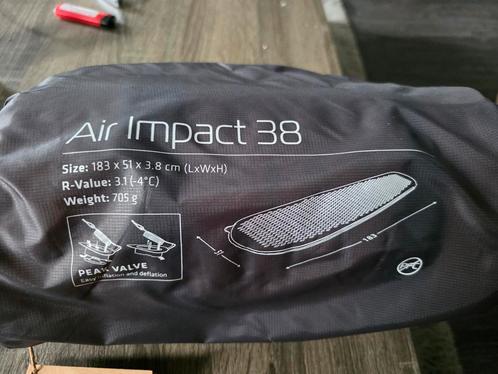 Air Impact 38
Size: 183 x 51 x 3.8 cm (LxWxH)
R-Value: 3.1 (-4°C)
Weight: 705 g
PEAK VALVE
Easy inflation and deflation
51
183